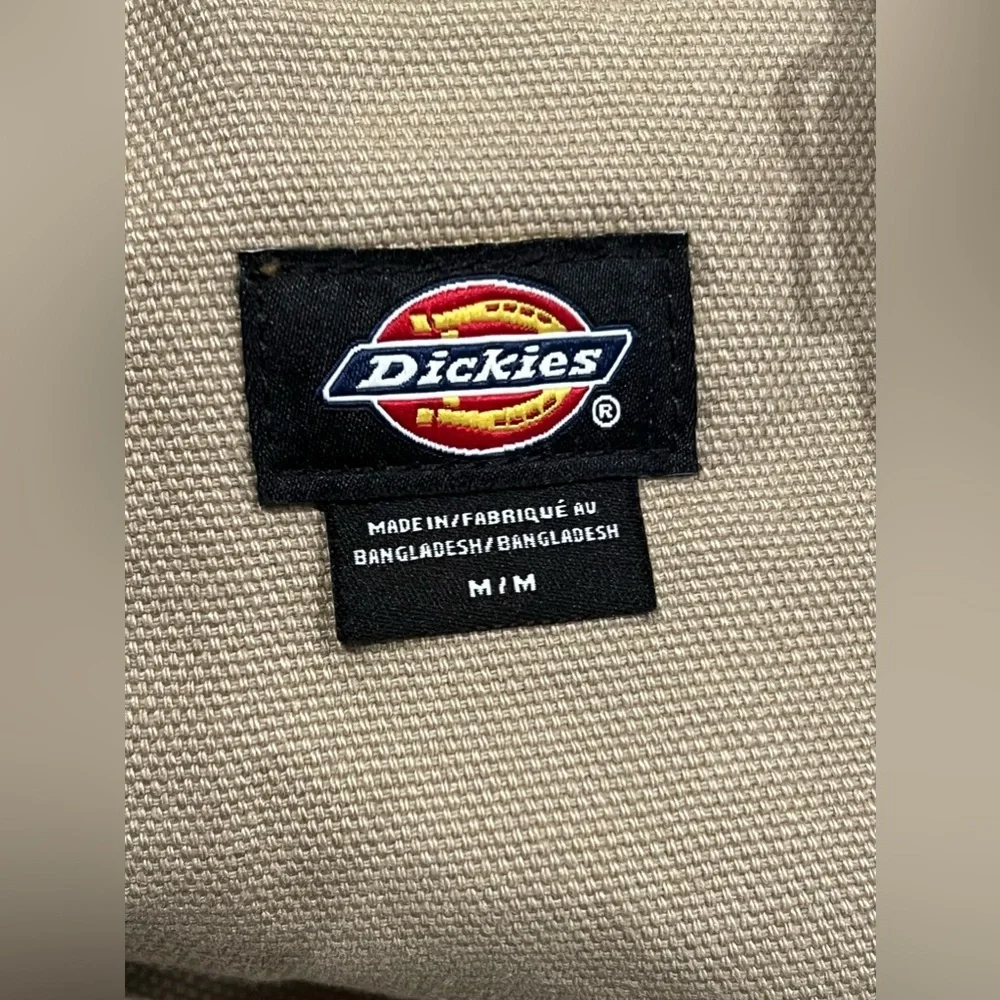 Dickies
®
MADE IN/FABRIQUÉ AU
BANGLADESH/BANGLADESH
M/M